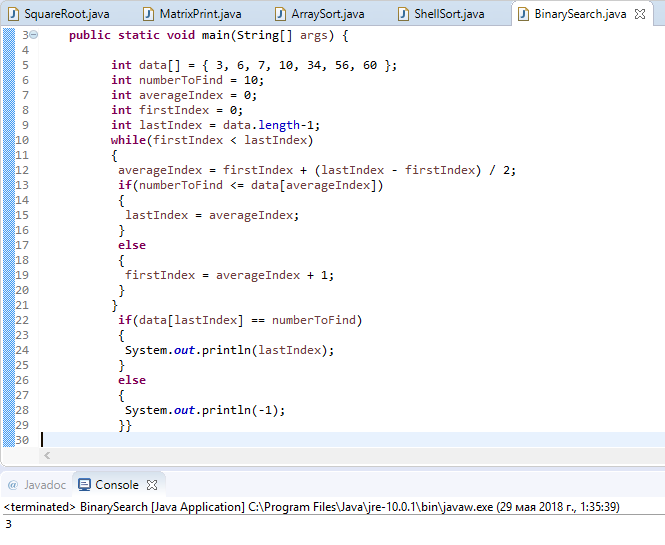 SquareRoot.java MatrixPrint.java ArraySort.java ShellSort.java BinarySearch.java
3 public static void main(String[] args) {
4
5 int data[] = { 3, 6, 7, 10, 34, 56, 60 };
6 int numberToFind = 10;
7 int averageIndex = 0;
8 int firstIndex = 0;
9 int lastIndex = data.length-1;
10 while(firstIndex < lastIndex)
11 {
12 averageIndex = firstIndex + (lastIndex - firstIndex) / 2;
13 if(numberToFind <= data[averageIndex])
14 {
15 lastIndex = averageIndex;
16 }
17 else
18 {
19 firstIndex = averageIndex + 1;
20 }
21 }
22 if(data[lastIndex] == numberToFind)
23 {
24 System.out.println(lastIndex);
25 }
26 else
27 {
28 System.out.println(-1);
29 }}
30
@ Javadoc Console
<terminated> BinarySearch [Java Application] C:\Program Files\Java\jre-10.0.1\bin\javaw.exe (29 мая 2018 г., 1:35:39)
3